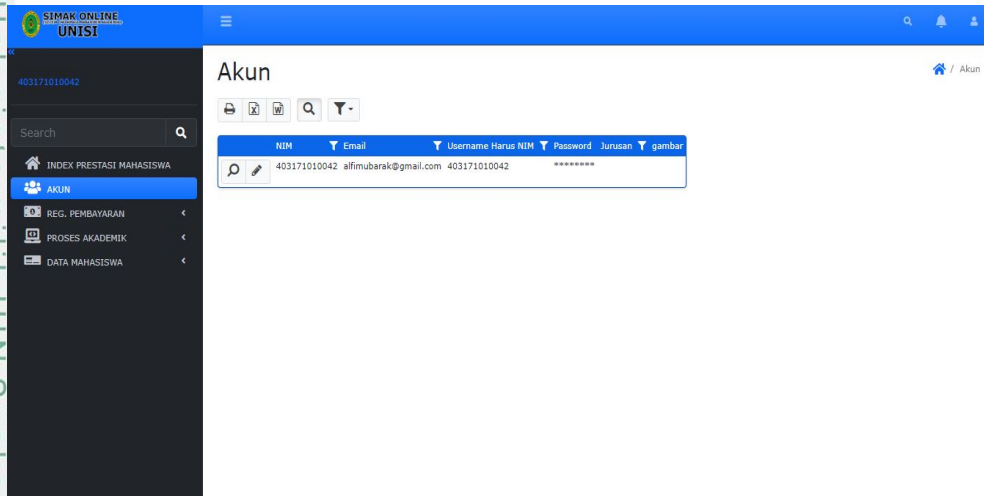 SIMAK ONLINE
UNISI
403171010042
Search
INDEX PRESTASI MAHASISWA
AKUN
REG. PEMBAYARAN
PROSES AKADEMIK
DATA MAHASISWA
Akun
/ Akun
NIM Email Username Harus NIM Password Jurusan gambar
403171010042 alfimubarak@gmail.com 403171010042 ********